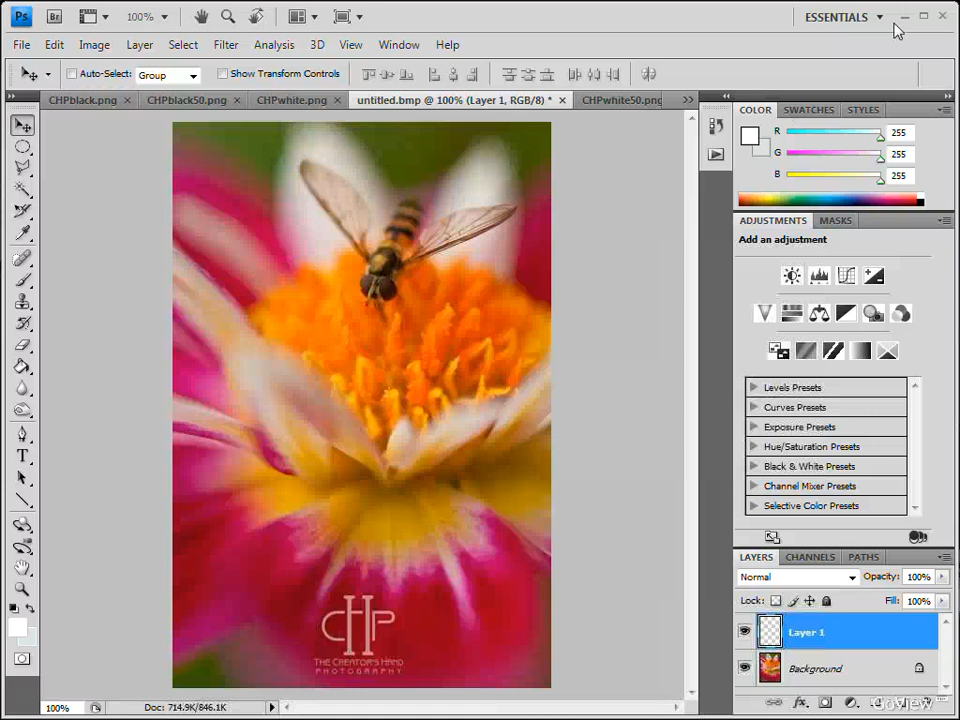 Ps Br 100% ESSENTIALS
File Edit Image Layer Select Filter Analysis 3D View Window Help
Auto-Select: Group Show Transform Controls
CHPblack.png × CHPblack50.png × CHPwhite.png × untitled.bmp @ 100% (Layer 1, RGB/8) * × CHPwhite50.png
COLOR SWATCHES STYLES
R 255
G 255
B 255
ADJUSTMENTS MASKS
Add an adjustment
Levels Presets
Curves Presets
Exposure Presets
Hue/Saturation Presets
Black & White Presets
Channel Mixer Presets
Selective Color Presets
LAYERS CHANNELS PATHS
Normal Opacity: 100%
Lock: Fill: 100%
Layer 1
Background
CHP
THE CREATOR'S HAND
PHOTOGRAPHY
100% Doc: 714.9K/846.1K
GoView